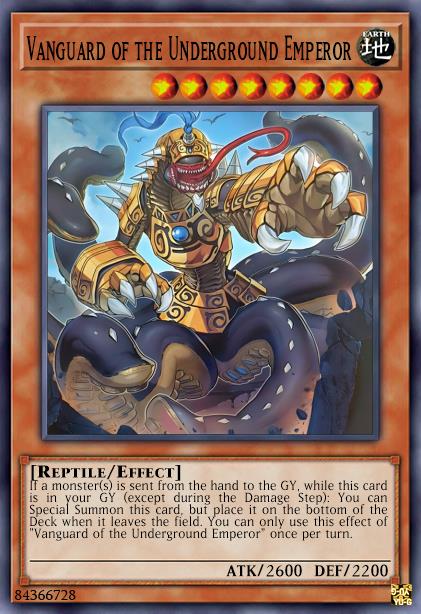 Vanguard of the Underground Emperor
EARTH
地
[Reptile/Effect]
If a monster(s) is sent from the hand to the GY, while this card
is in your GY (except during the Damage Step): You can
Special Summon this card, but place it on the bottom of the
Deck when it leaves the field. You can only use this effect of
"Vanguard of the Underground Emperor" once per turn.
ATK/2600 DEF/2200
84366728